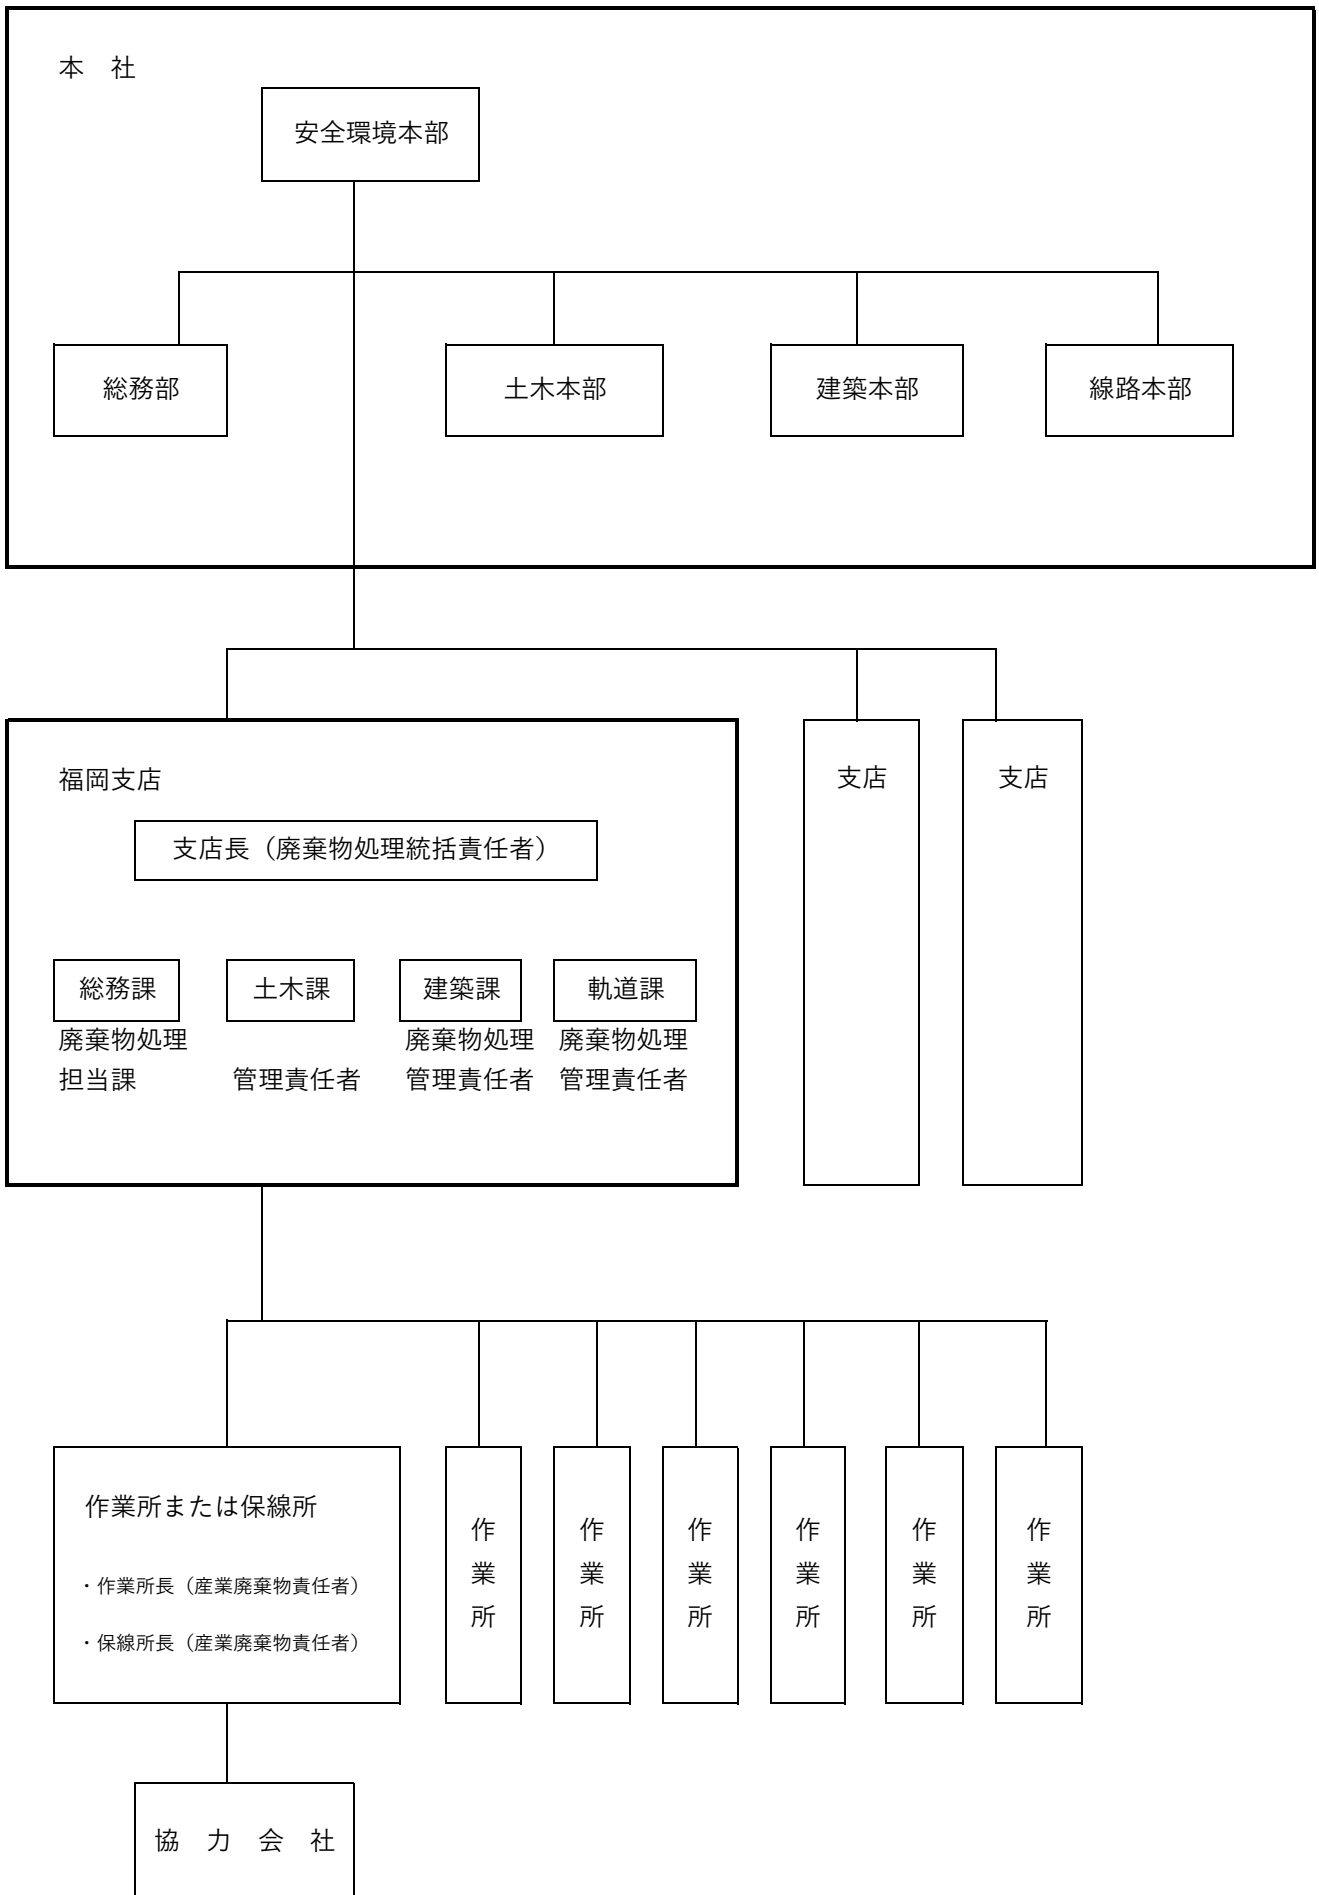 本　社
安全環境本部
総務部
土木本部
建築本部
線路本部
福岡支店
支店長（廃棄物処理統括責任者）
総務課
廃棄物処理
担当課
土木課
管理責任者
建築課
廃棄物処理
管理責任者
軌道課
廃棄物処理
管理責任者
支店
支店
作業所または保線所
・作業所長（産業廃棄物責任者）
・保線所長（産業廃棄物責任者）
作業所
作業所
作業所
作業所
作業所
作業所
協　力　会　社